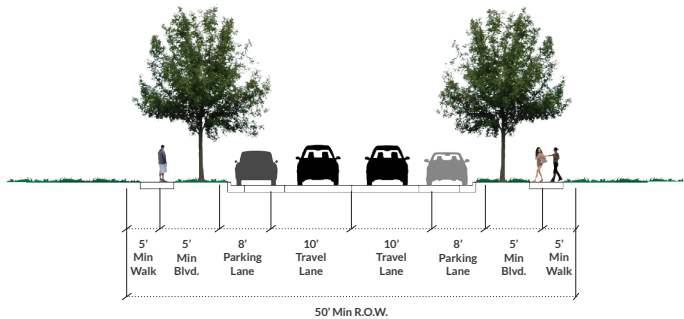 5’
Min
Walk
5’
Min
Blvd.
8’
Parking
Lane
10’
Travel
Lane
10’
Travel
Lane
8’
Parking
Lane
5’
Min
Blvd.
5’
Min
Walk
50’ Min R.O.W.